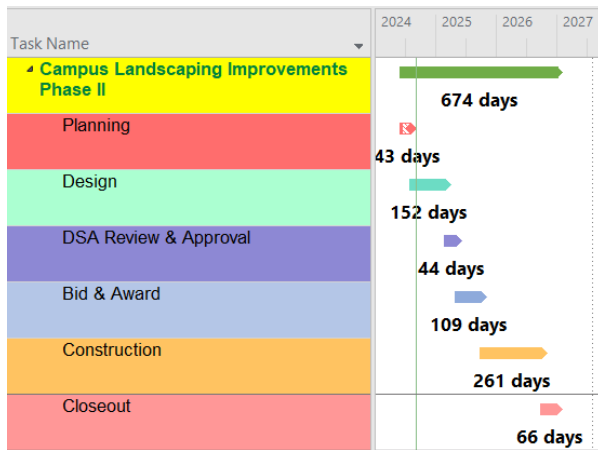 2024 2025 2026 2027
Task Name
Campus Landscaping Improvements
Phase II
674 days
Planning
43 days
Design
152 days
DSA Review & Approval
44 days
Bid & Award
109 days
Construction
261 days
Closeout
66 days